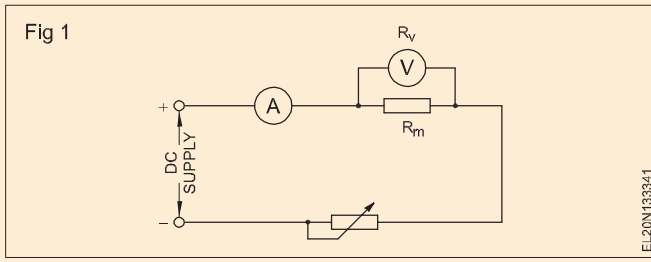 Fig 1
Rv
V
+
A
Rm
DC
SUPPLY
–
EL20N133341